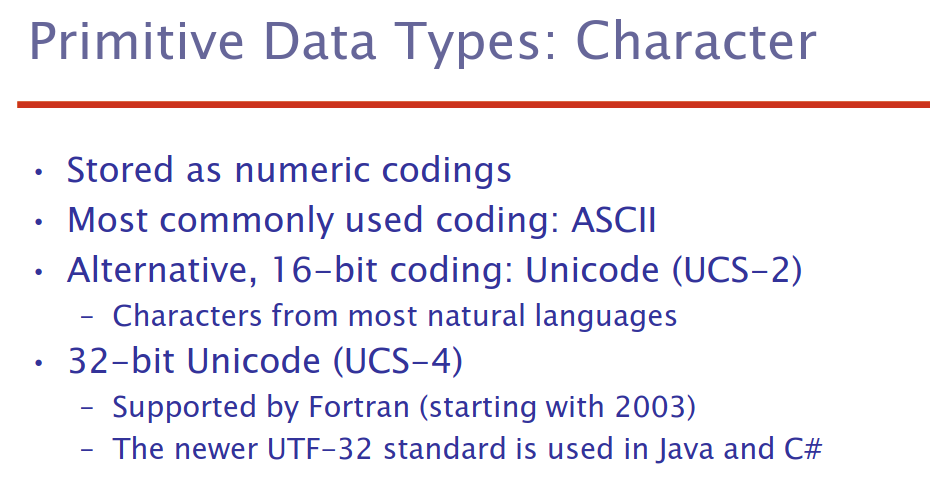 Primitive Data Types: Character
• Stored as numeric codings
• Most commonly used coding: ASCII
• Alternative, 16-bit coding: Unicode (UCS-2)
– Characters from most natural languages
• 32-bit Unicode (UCS-4)
– Supported by Fortran (starting with 2003)
– The newer UTF-32 standard is used in Java and C#